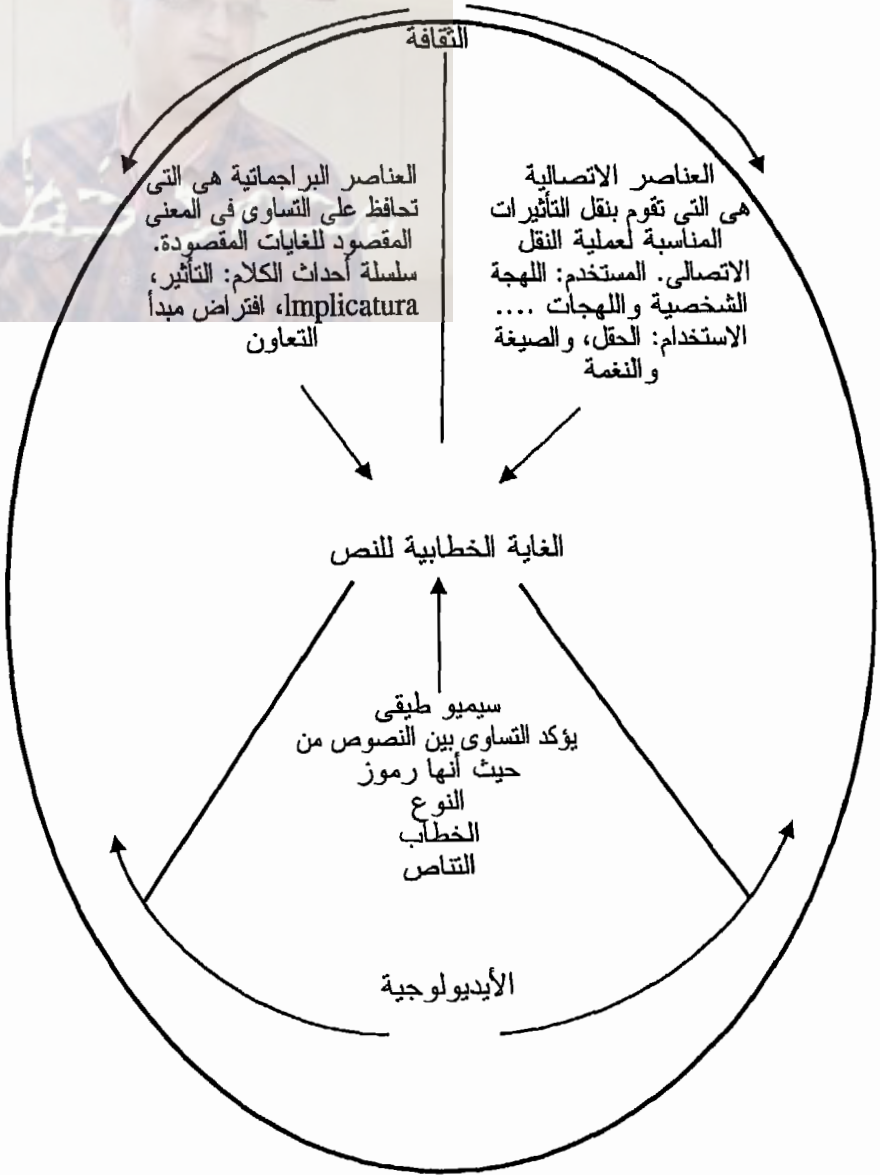 الثقافة
العناصر الاتصالية
هى التى تقوم بنقل التأثيرات
المناسبة لعملية النقل
الاتصالى. المستخدم: اللهجة
الشخصية واللهجات ....
الاستخدام: الحقل، والصيغة
والنغمة
العناصر البراجماتية هى التى
تحافظ على التساوى فى المعنى
المقصود للغايات المقصودة.
سلسلة أحداث الكلام: التأثير،
Implicatura، افتراض مبدأ
التعاون
الغاية الخطابية للنص
سيميو طيقى
يؤكد التساوى بين النصوص من
حيث أنها رموز
النوع
الخطاب
التناص
الأيديولوجية